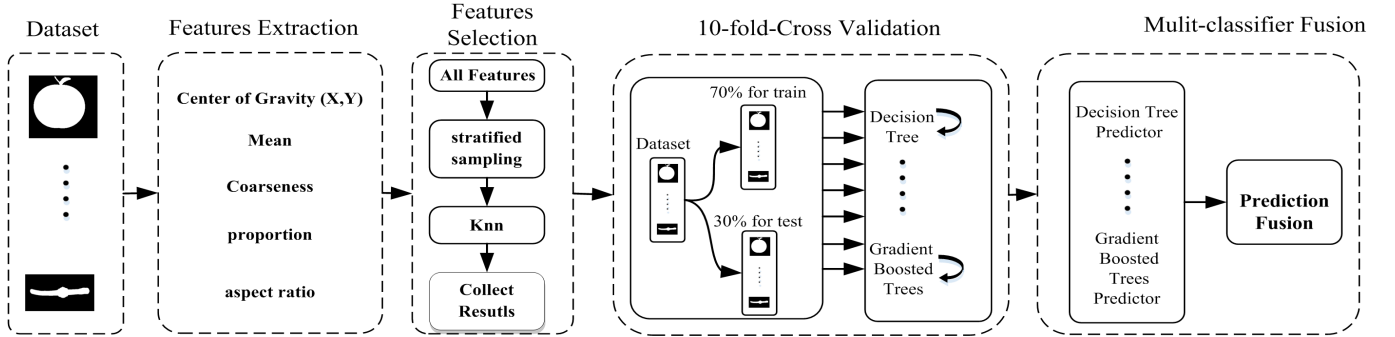 Dataset
Features Extraction
Center of Gravity (X,Y)
Mean
Coarseness
proportion
aspect ratio
Features
Selection
All Features
stratified
sampling
Knn
Collect
Resutls
10-fold-Cross Validation
Dataset
70% for train
30% for test
Decision
Tree
Gradient
Boosted
Trees
Mulit-classifier Fusion
Decision Tree
Predictor
Gradient
Boosted
Trees
Predictor
Prediction
Fusion